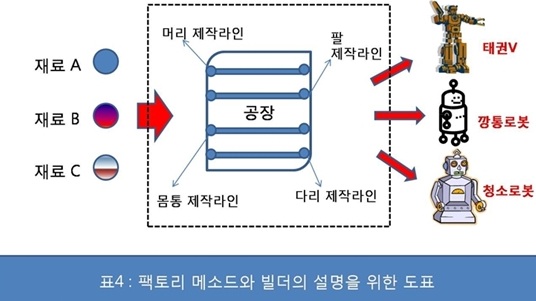 머리 제작라인
팔
제작라인
태권V
재료 A
재료 B
공장
깡통로봇
재료 C
몸통 제작라인
다리 제작라인
청소로봇
표4 : 팩토리 메소드와 빌더의 설명을 위한 도표